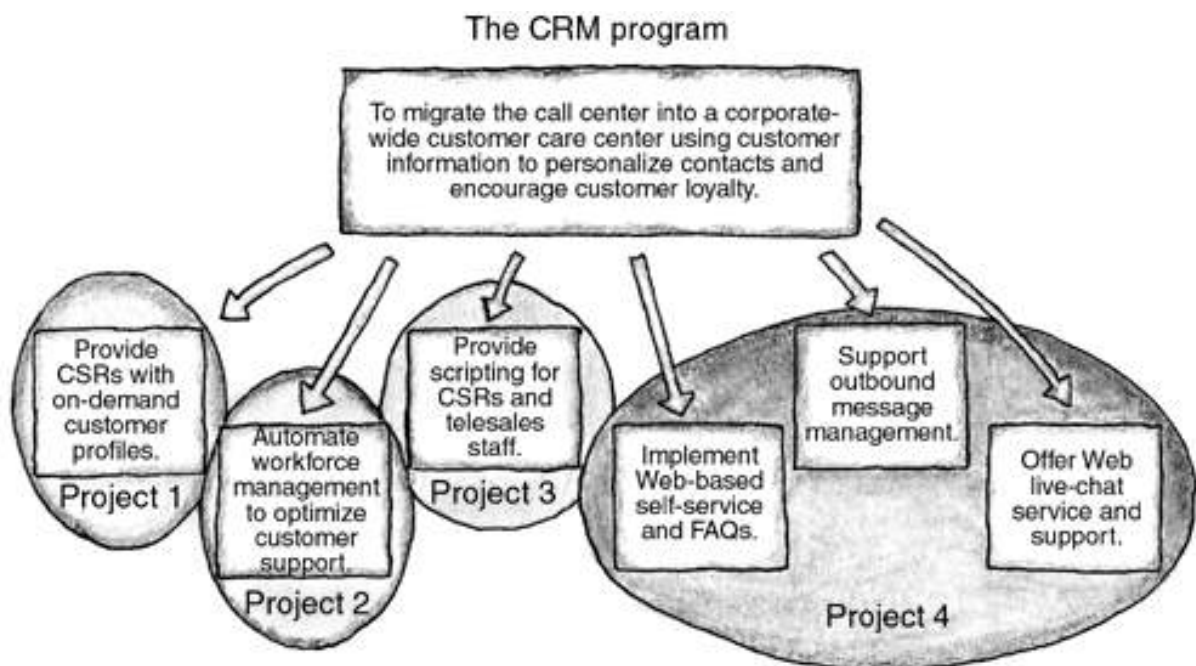 The CRM program
To migrate the call center into a corporate-
wide customer care center using customer
information to personalize contacts and
encourage customer loyalty.
Provide
CSRs with
on-demand
customer
profiles.
Project 1
Automate
workforce
management
to optimize
customer
support.
Project 2
Provide
scripting for
CSRs and
telesales
staff.
Project 3
Implement
Web-based
self-service
and FAQs.
Support
outbound
message
management.
Offer Web
live-chat
service and
support.
Project 4